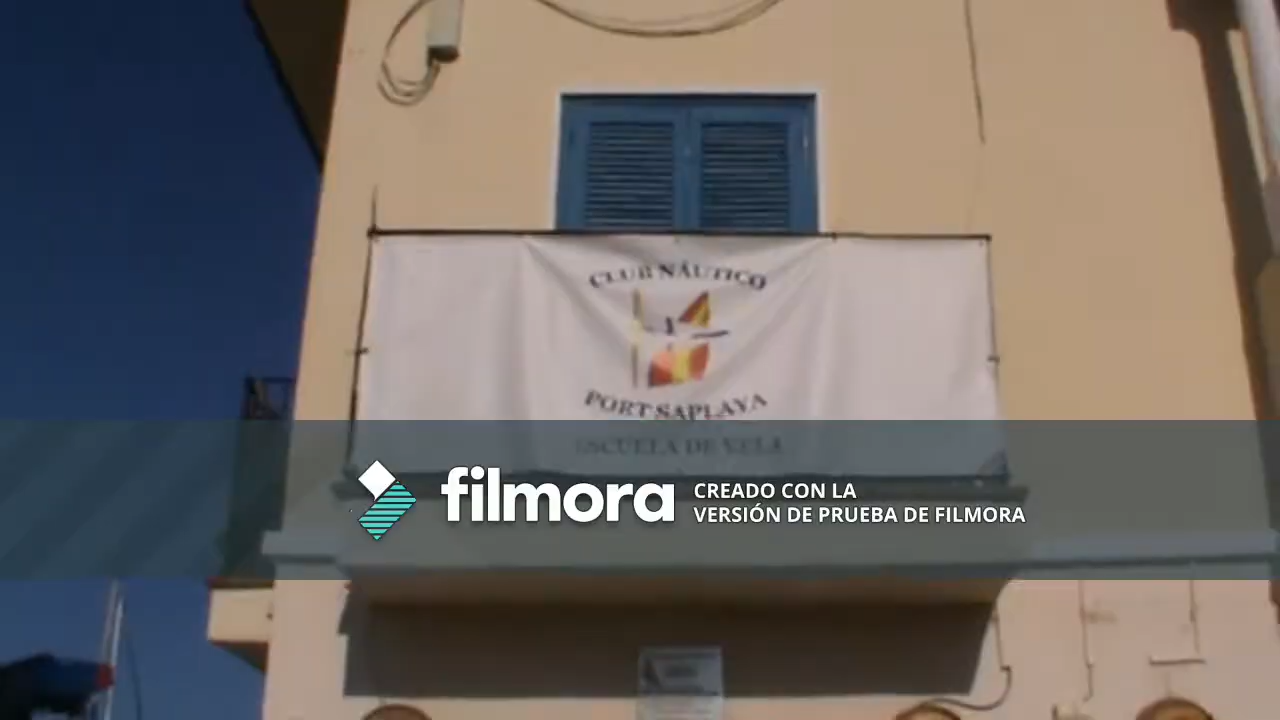 CLUB NÁUTICO
PORT SAPLAYA
ESCUELA DE VELA
filmora
CREADO CON LA
VERSIÓN DE PRUEBA DE FILMORA